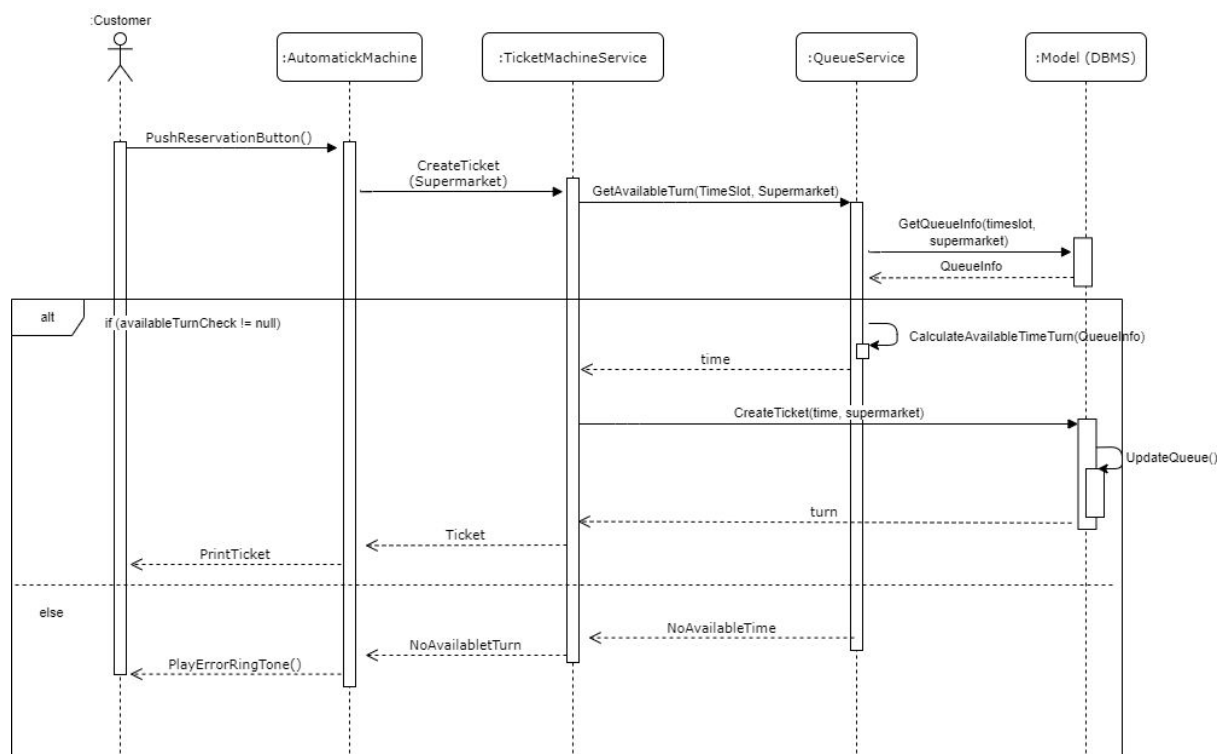 :Customer
:AutomatickMachine
:TicketMachineService
:QueueService
:Model (DBMS)
PushReservationButton()
CreateTicket
(Supermarket)
GetAvailableTurn(TimeSlot, Supermarket)
GetQueueInfo(timeslot,
supermarket)
QueueInfo
alt
if (availableTurnCheck != null)
CalculateAvailableTimeTurn(QueueInfo)
time
CreateTicket(time, supermarket)
UpdateQueue()
turn
Ticket
PrintTicket
else
NoAvailableTime
NoAvailabletTurn
PlayErrorRingTone()